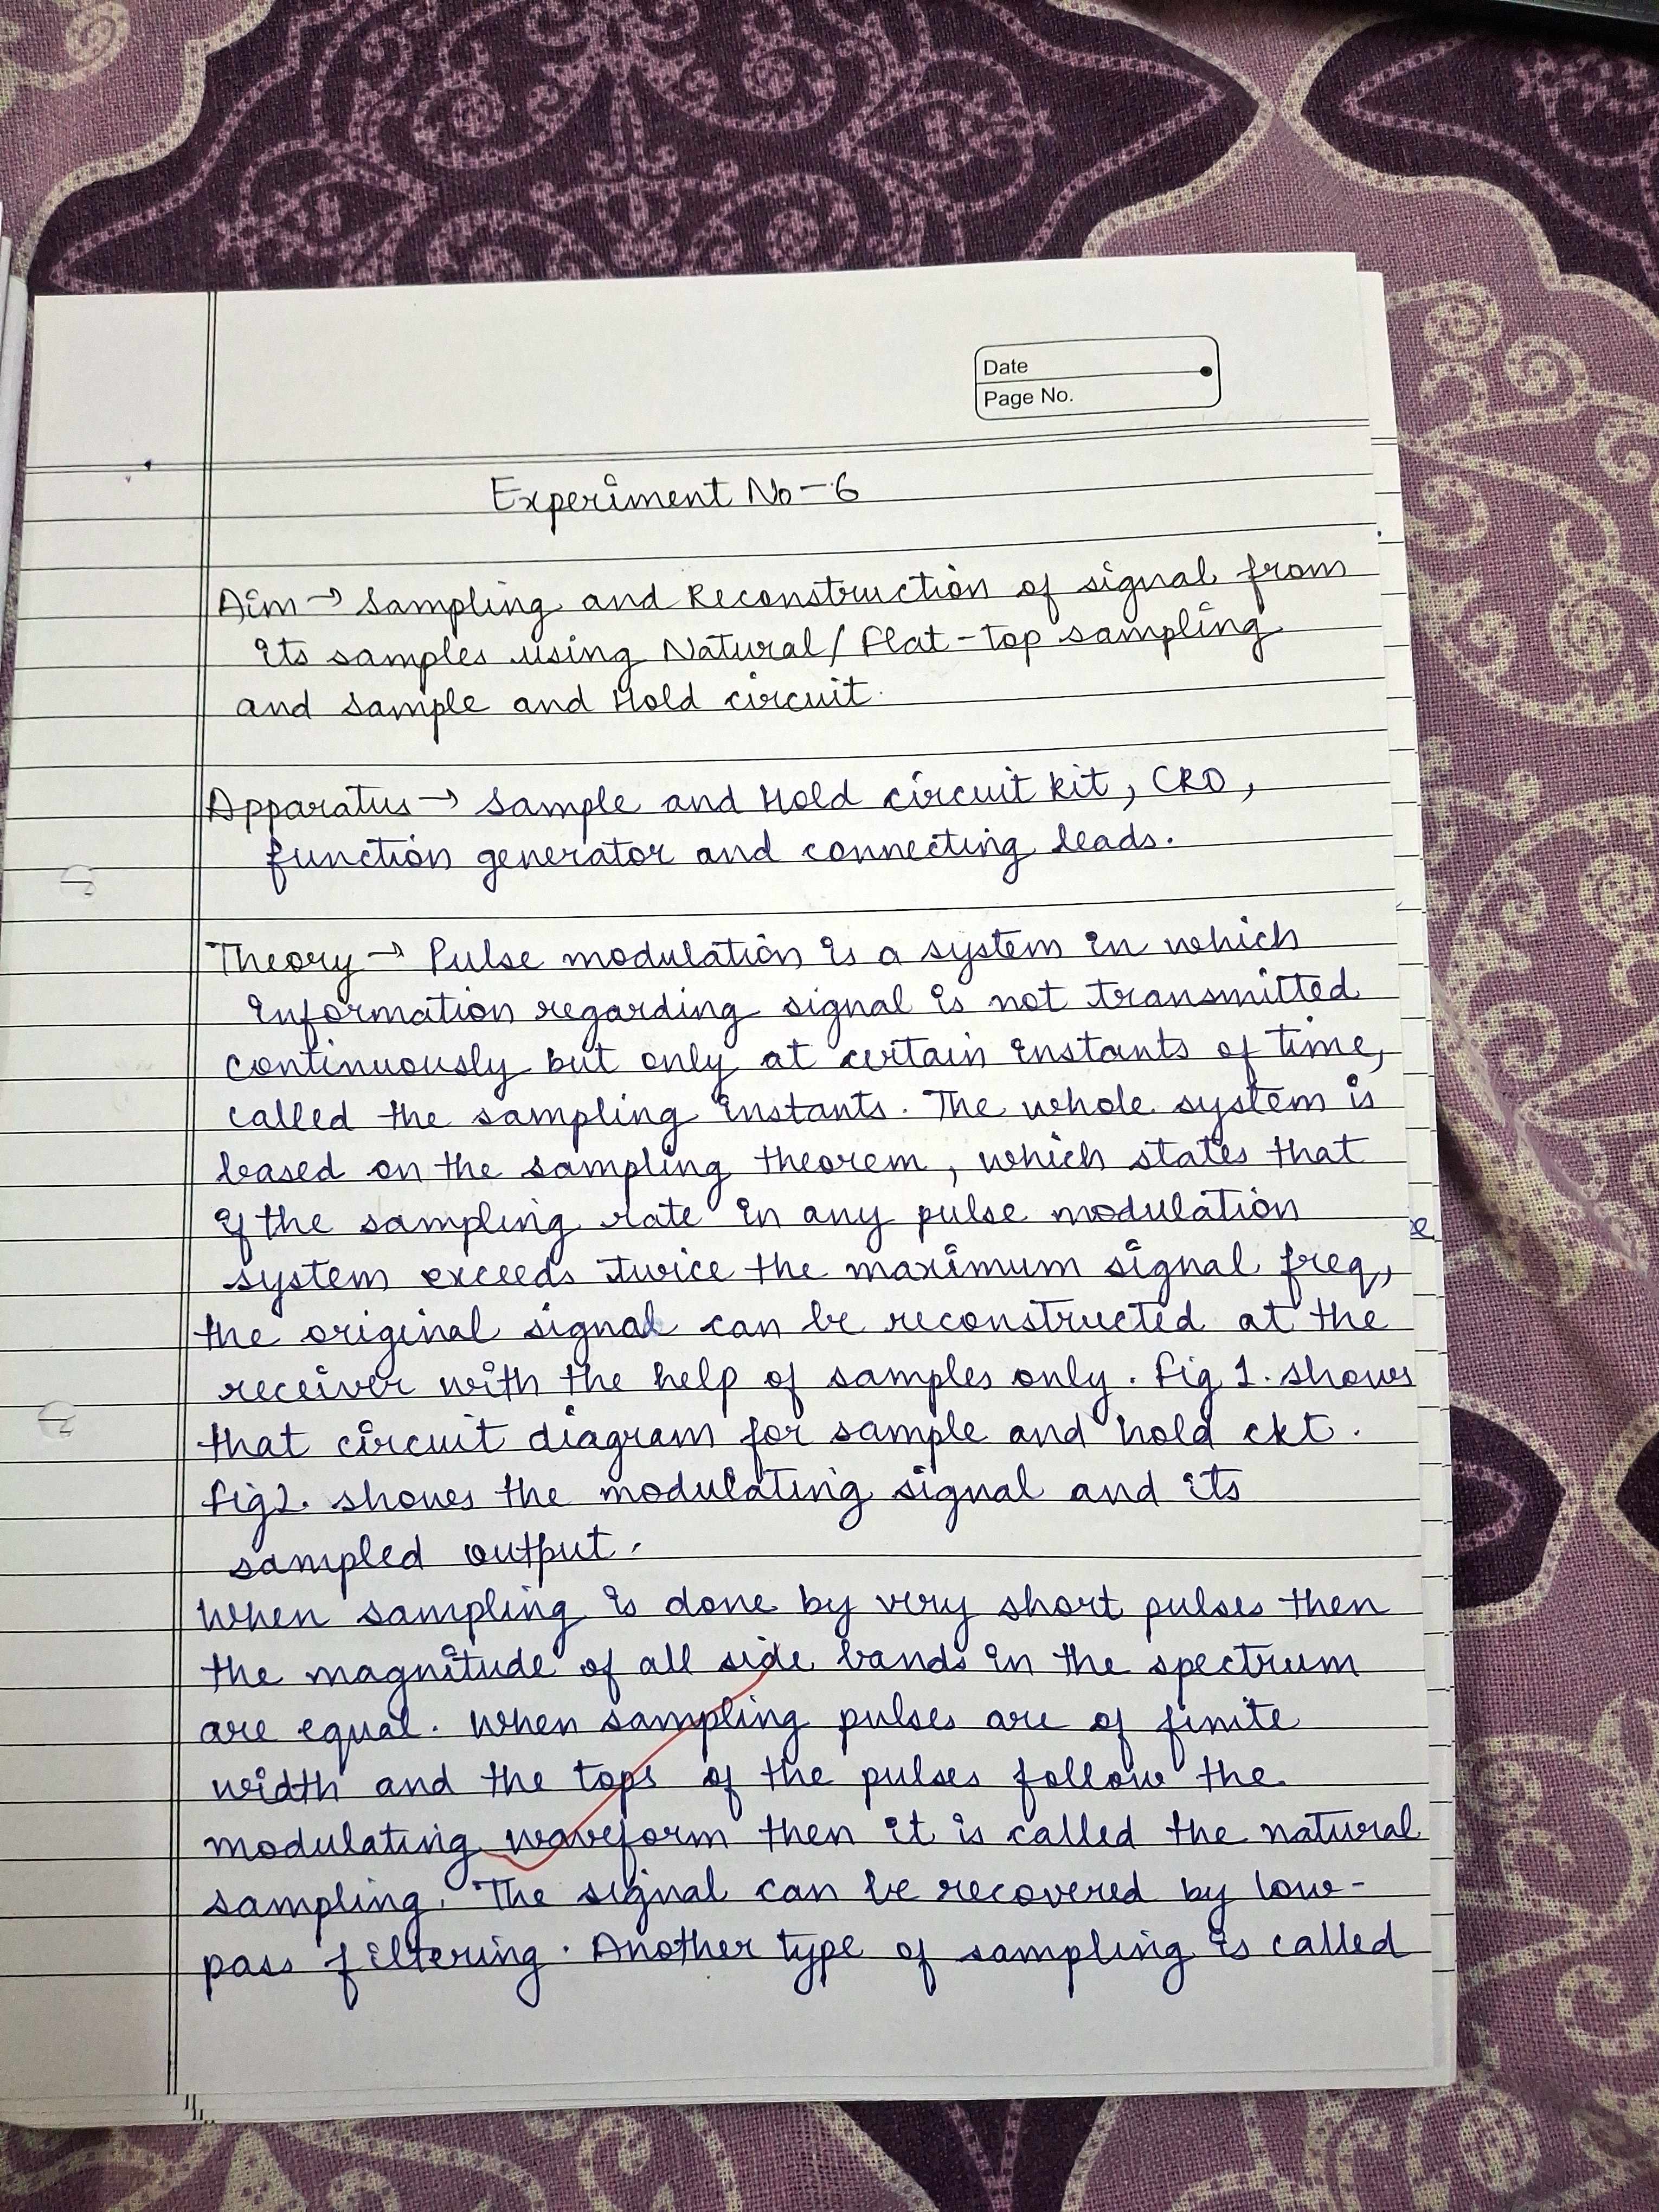 Date
Page No.
Experiment No - 6
Aim → Sampling and Reconstruction of signal from
its samples using Natural / Flat-top sampling
and sample and Hold circuit.
Apparatus → Sample and Hold circuit kit, CRO,
function generator and connecting leads.
Theory → Pulse modulation is a system in which
information regarding signal is not transmitted
continuously but only at certain instants of time,
called the sampling instants. The whole system is
based on the sampling theorem, which states that
if the sampling rate in any pulse modulation
system exceeds twice the maximum signal freq,
the original signal can be reconstructed at the
receiver with the help of samples only. Fig 1. shows
that circuit diagram for sample and hold ckt.
fig 2. shows the modulating signal and its
sampled output.
When sampling is done by very short pulses then
the magnitude of all side bands in the spectrum
are equal. When sampling pulses are of finite
width and the tops of the pulses follow the
modulating waveform then it is called the natural
sampling. The signal can be recovered by low-
pass filtering. Another type of sampling is called